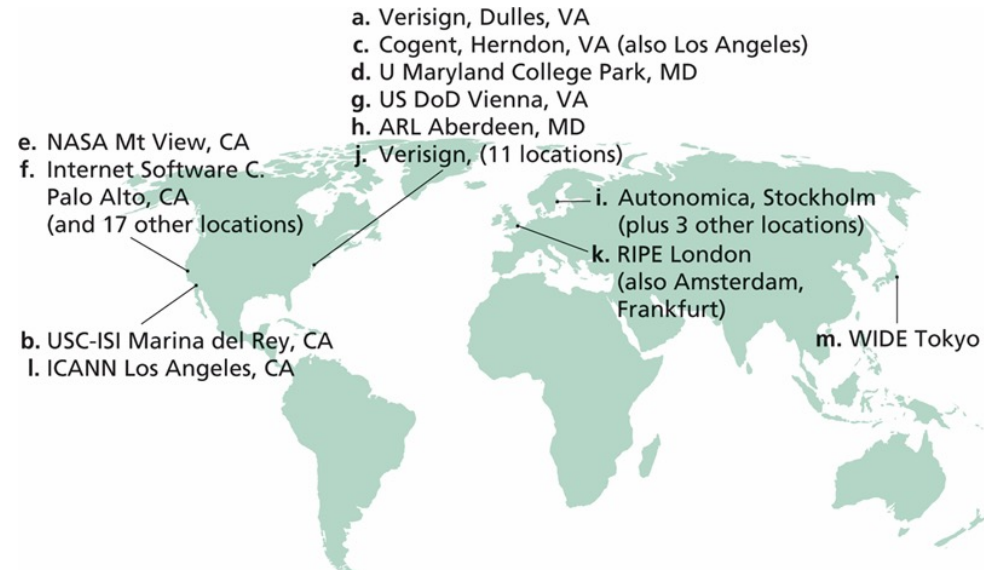 a. Verisign, Dulles, VA
c. Cogent, Herndon, VA (also Los Angeles)
d. U Maryland College Park, MD
g. US DoD Vienna, VA
h. ARL Aberdeen, MD
j. Verisign, (11 locations)
e. NASA Mt View, CA
f. Internet Software C.
Palo Alto, CA
(and 17 other locations)
i. Autonomica, Stockholm
(plus 3 other locations)
k. RIPE London
(also Amsterdam,
Frankfurt)
m. WIDE Tokyo
b. USC-ISI Marina del Rey, CA
l. ICANN Los Angeles, CA